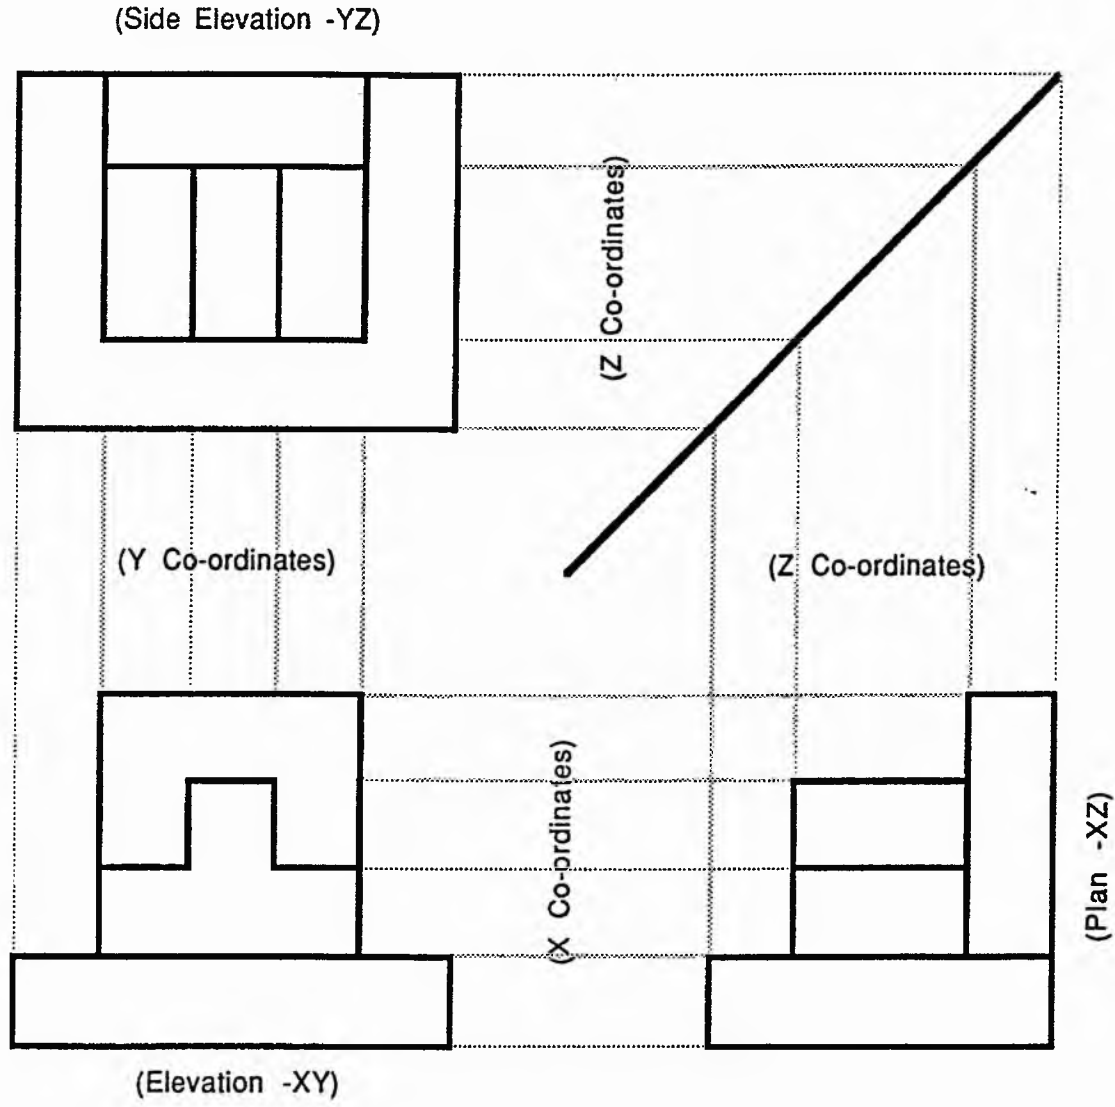 (Side Elevation -YZ)
(Z Co-ordinates)
(Y Co-ordinates)
(Z Co-ordinates)
(X Co-ordinates)
(Plan -XZ)
(Elevation -XY)